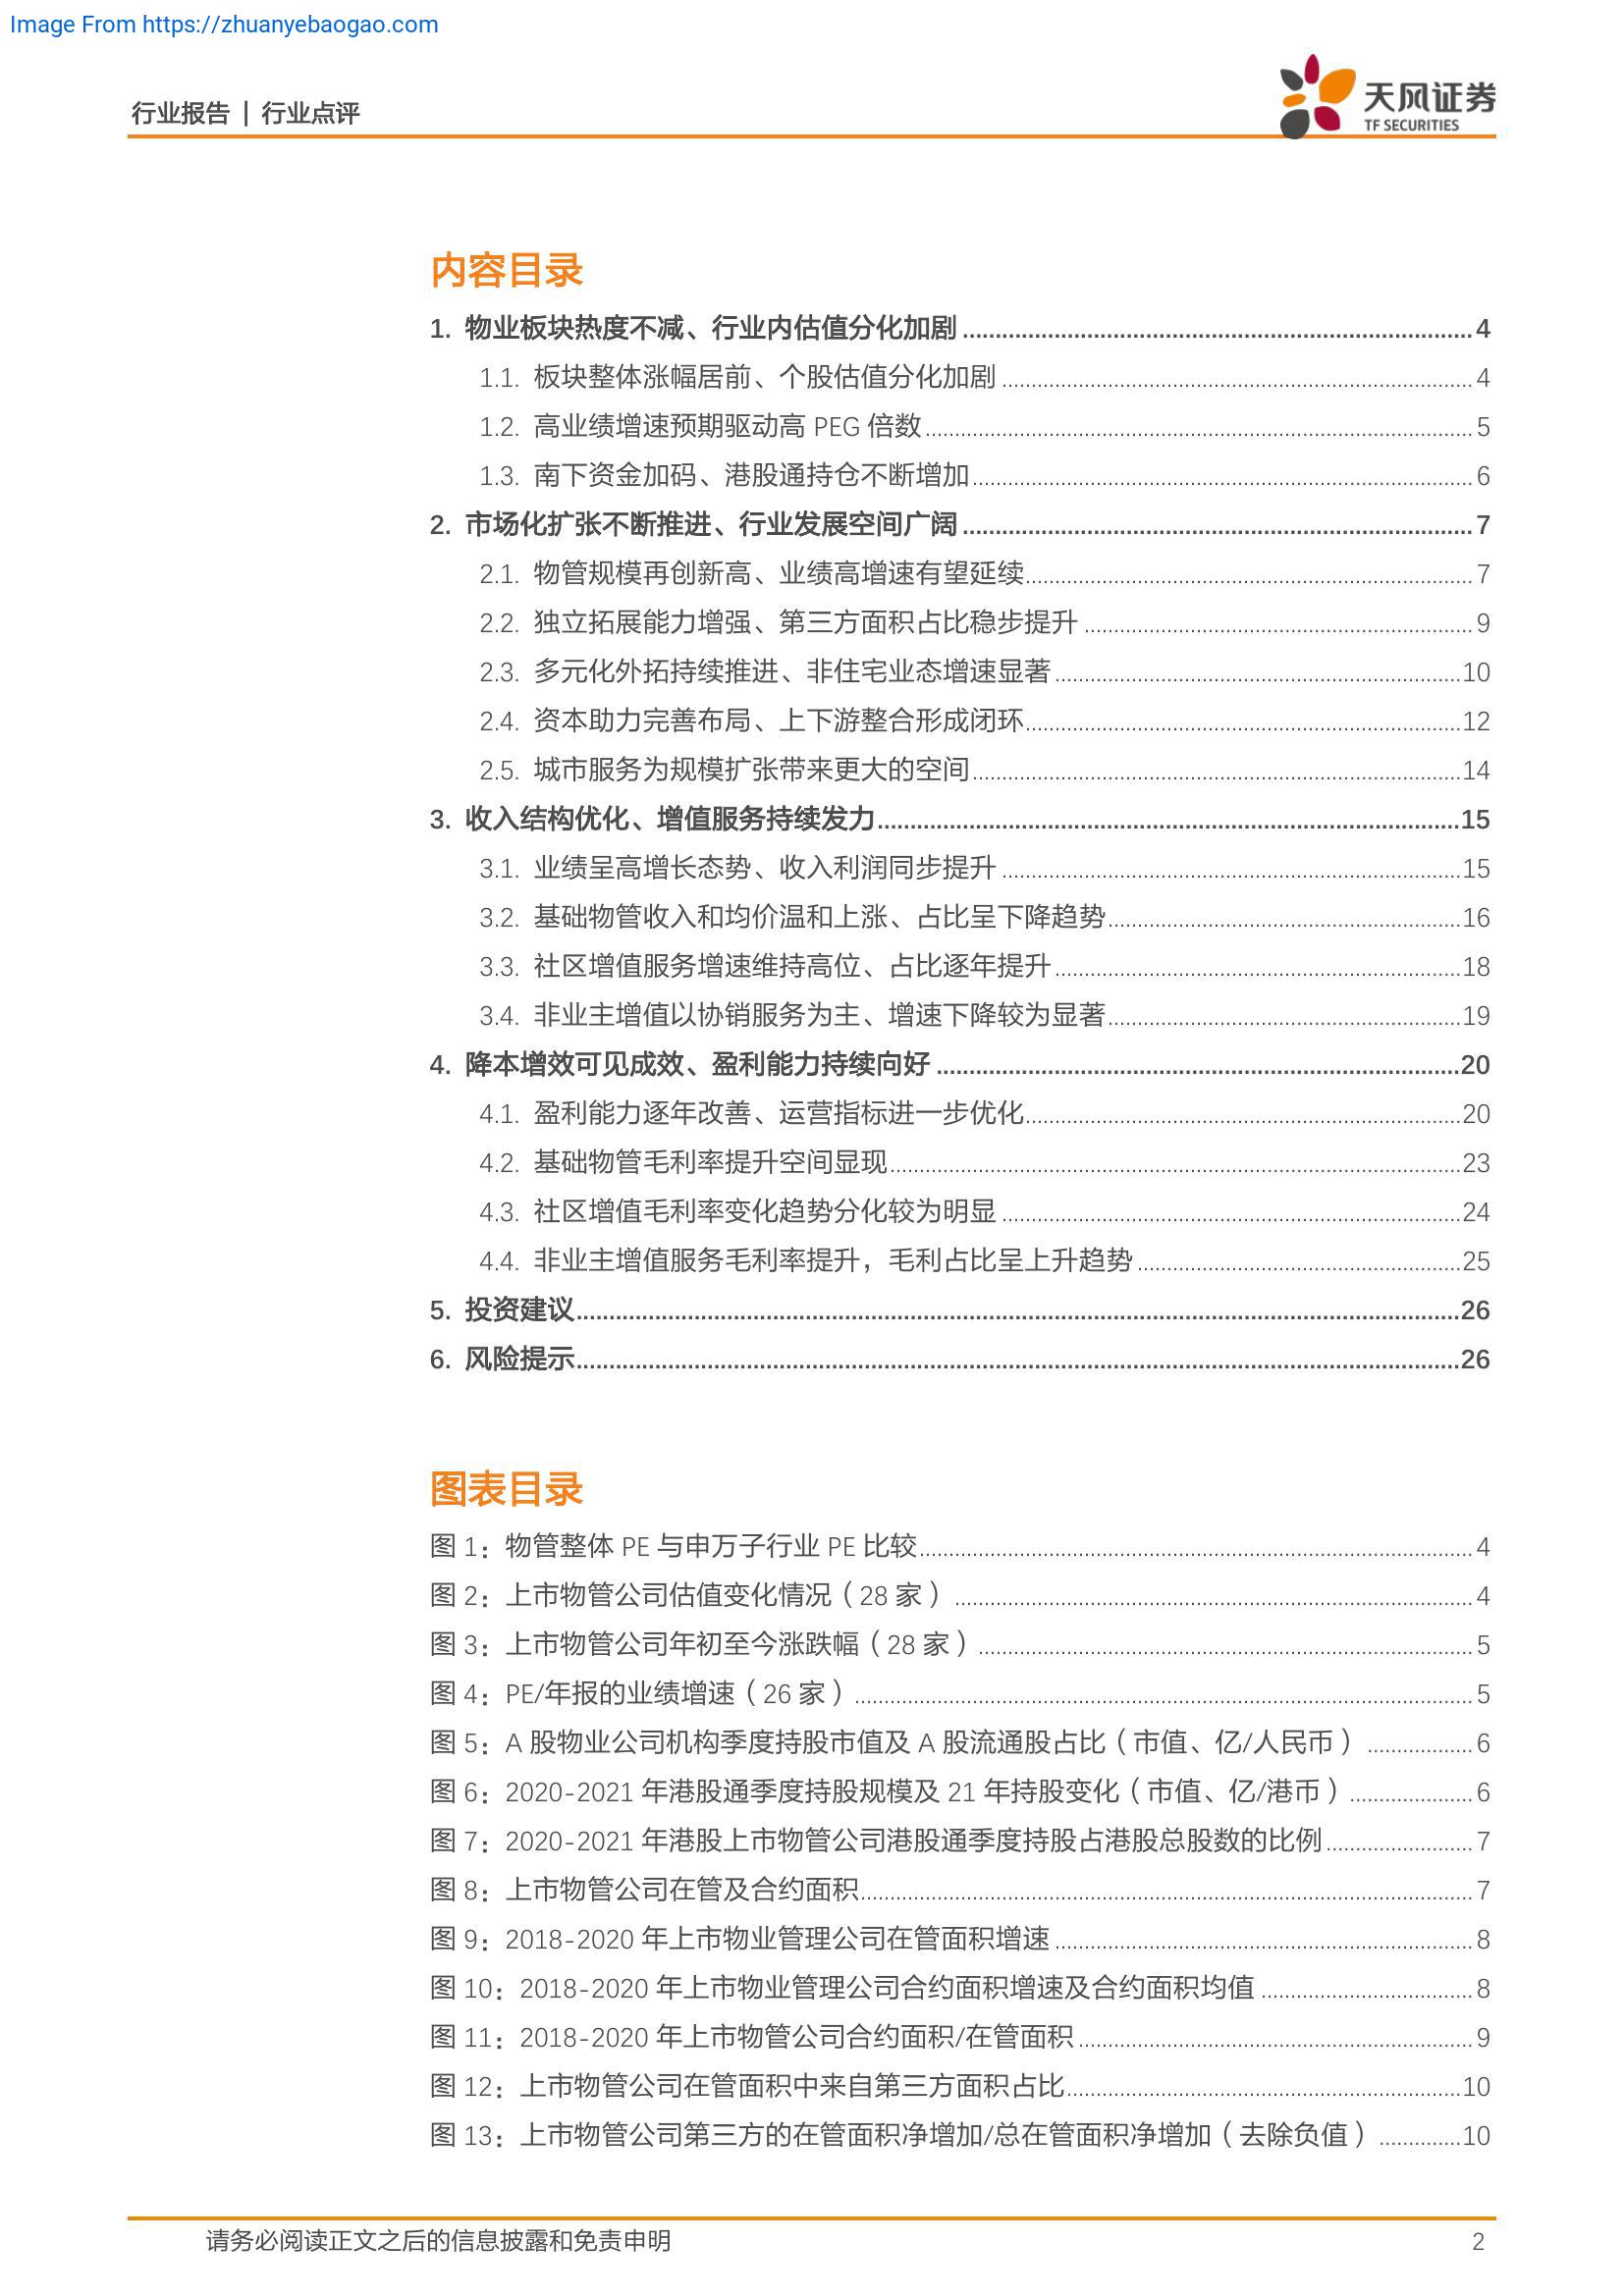 Image From https://zhuanyebaogao.com
行业报告 | 行业点评
天风证券
TF SECURITIES
内容目录
1. 物业板块热度不减、行业内估值分化加剧........4
1.1. 板块整体涨幅居前、个股估值分化加剧........4
1.2. 高业绩增速预期驱动高 PEG 倍数........5
1.3. 南下资金加码、港股通持仓不断增加........6
2. 市场化扩张不断推进、行业发展空间广阔........7
2.1. 物管规模再创新高、业绩高增速有望延续........7
2.2. 独立拓展能力增强、第三方面积占比稳步提升........9
2.3. 多元化外拓持续推进、非住宅业态增速显著........10
2.4. 资本助力完善布局、上下游整合形成闭环........12
2.5. 城市服务为规模扩张带来更大的空间........14
3. 收入结构优化、增值服务持续发力........15
3.1. 业绩呈高增长态势、收入利润同步提升........15
3.2. 基础物管收入和均价温和上涨、占比呈下降趋势........16
3.3. 社区增值服务增速维持高位、占比逐年提升........18
3.4. 非业主增值以协销服务为主、增速下降较为显著........19
4. 降本增效可见成效、盈利能力持续向好........20
4.1. 盈利能力逐年改善、运营指标进一步优化........20
4.2. 基础物管毛利率提升空间显现........23
4.3. 社区增值毛利率变化趋势分化较为明显........24
4.4. 非业主增值服务毛利率提升，毛利占比呈上升趋势........25
5. 投资建议........26
6. 风险提示........26
图表目录
图 1：物管整体 PE 与申万子行业 PE 比较........4
图 2：上市物管公司估值变化情况（28 家）........4
图 3：上市物管公司年初至今涨跌幅（28 家）........5
图 4：PE/年报的业绩增速（26 家）........5
图 5：A 股物业公司机构季度持股市值及 A 股流通股占比（市值、亿/人民币）........6
图 6：2020-2021 年港股通季度持股规模及 21 年持股变化（市值、亿/港币）........6
图 7：2020-2021 年港股上市物管公司港股通季度持股占港股总股数的比例........7
图 8：上市物管公司在管及合约面积........7
图 9：2018-2020 年上市物业管理公司在管面积增速........8
图 10：2018-2020 年上市物业管理公司合约面积增速及合约面积均值........8
图 11：2018-2020 年上市物管公司合约面积/在管面积........9
图 12：上市物管公司在管面积中来自第三方面积占比........10
图 13：上市物管公司第三方的在管面积净增加/总在管面积净增加（去除负值）........10
请务必阅读正文之后的信息披露和免责申明
2